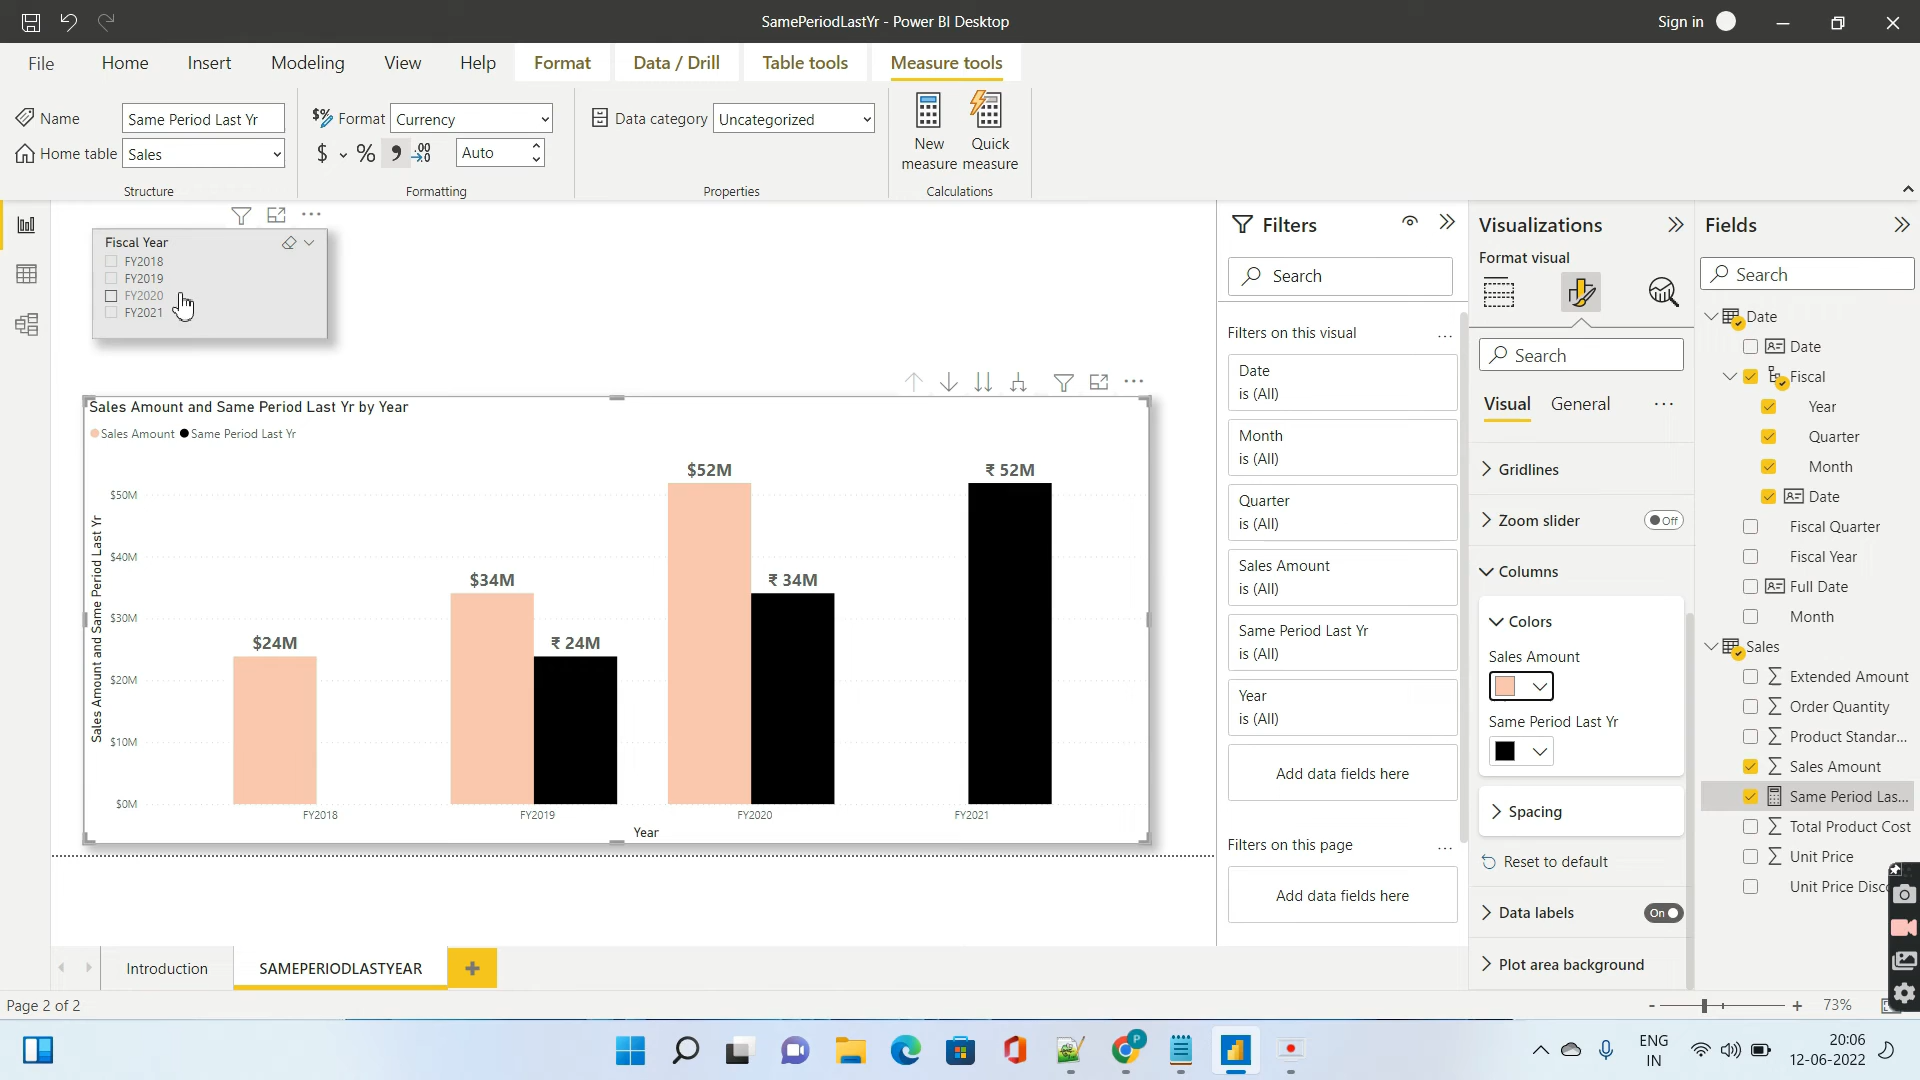 SamePeriodLastYr - Power BI Desktop
Sign in
File
Home
Insert
Modeling
View
Help
Format
Data / Drill
Table tools
Measure tools
Name
Same Period Last Yr
Home table
Sales
Structure
Format
Currency
$
%
Auto
Formatting
Data category
Uncategorized
Properties
New
measure
Quick
measure
Calculations
Fiscal Year
FY2018
FY2019
FY2020
FY2021
Sales Amount and Same Period Last Yr by Year
Sales Amount
Same Period Last Yr
Sales Amount and Same Period Last Yr
$50M
$40M
$30M
$20M
$10M
$0M
$24M
$34M
₹ 24M
$52M
₹ 34M
₹ 52M
FY2018
FY2019
FY2020
FY2021
Year
Filters
Search
Filters on this visual
...
Date
is (All)
Month
is (All)
Quarter
is (All)
Sales Amount
is (All)
Same Period Last Yr
is (All)
Year
is (All)
Add data fields here
Filters on this page
...
Add data fields here
Visualizations
Format visual
Search
Visual
General
Gridlines
Zoom slider
Off
Columns
Colors
Sales Amount
Same Period Last Yr
Spacing
Reset to default
Data labels
On
Plot area background
Fields
Search
Date
Date
Fiscal
Year
Quarter
Month
Date
Fiscal Quarter
Fiscal Year
Full Date
Month
Sales
Extended Amount
Order Quantity
Product Standar...
Sales Amount
Same Period Las...
Total Product Cost
Unit Price
Unit Price Disc
Introduction
SAMEPERIODLASTYEAR
Page 2 of 2
73%
ENG
IN
20:06
12-06-2022